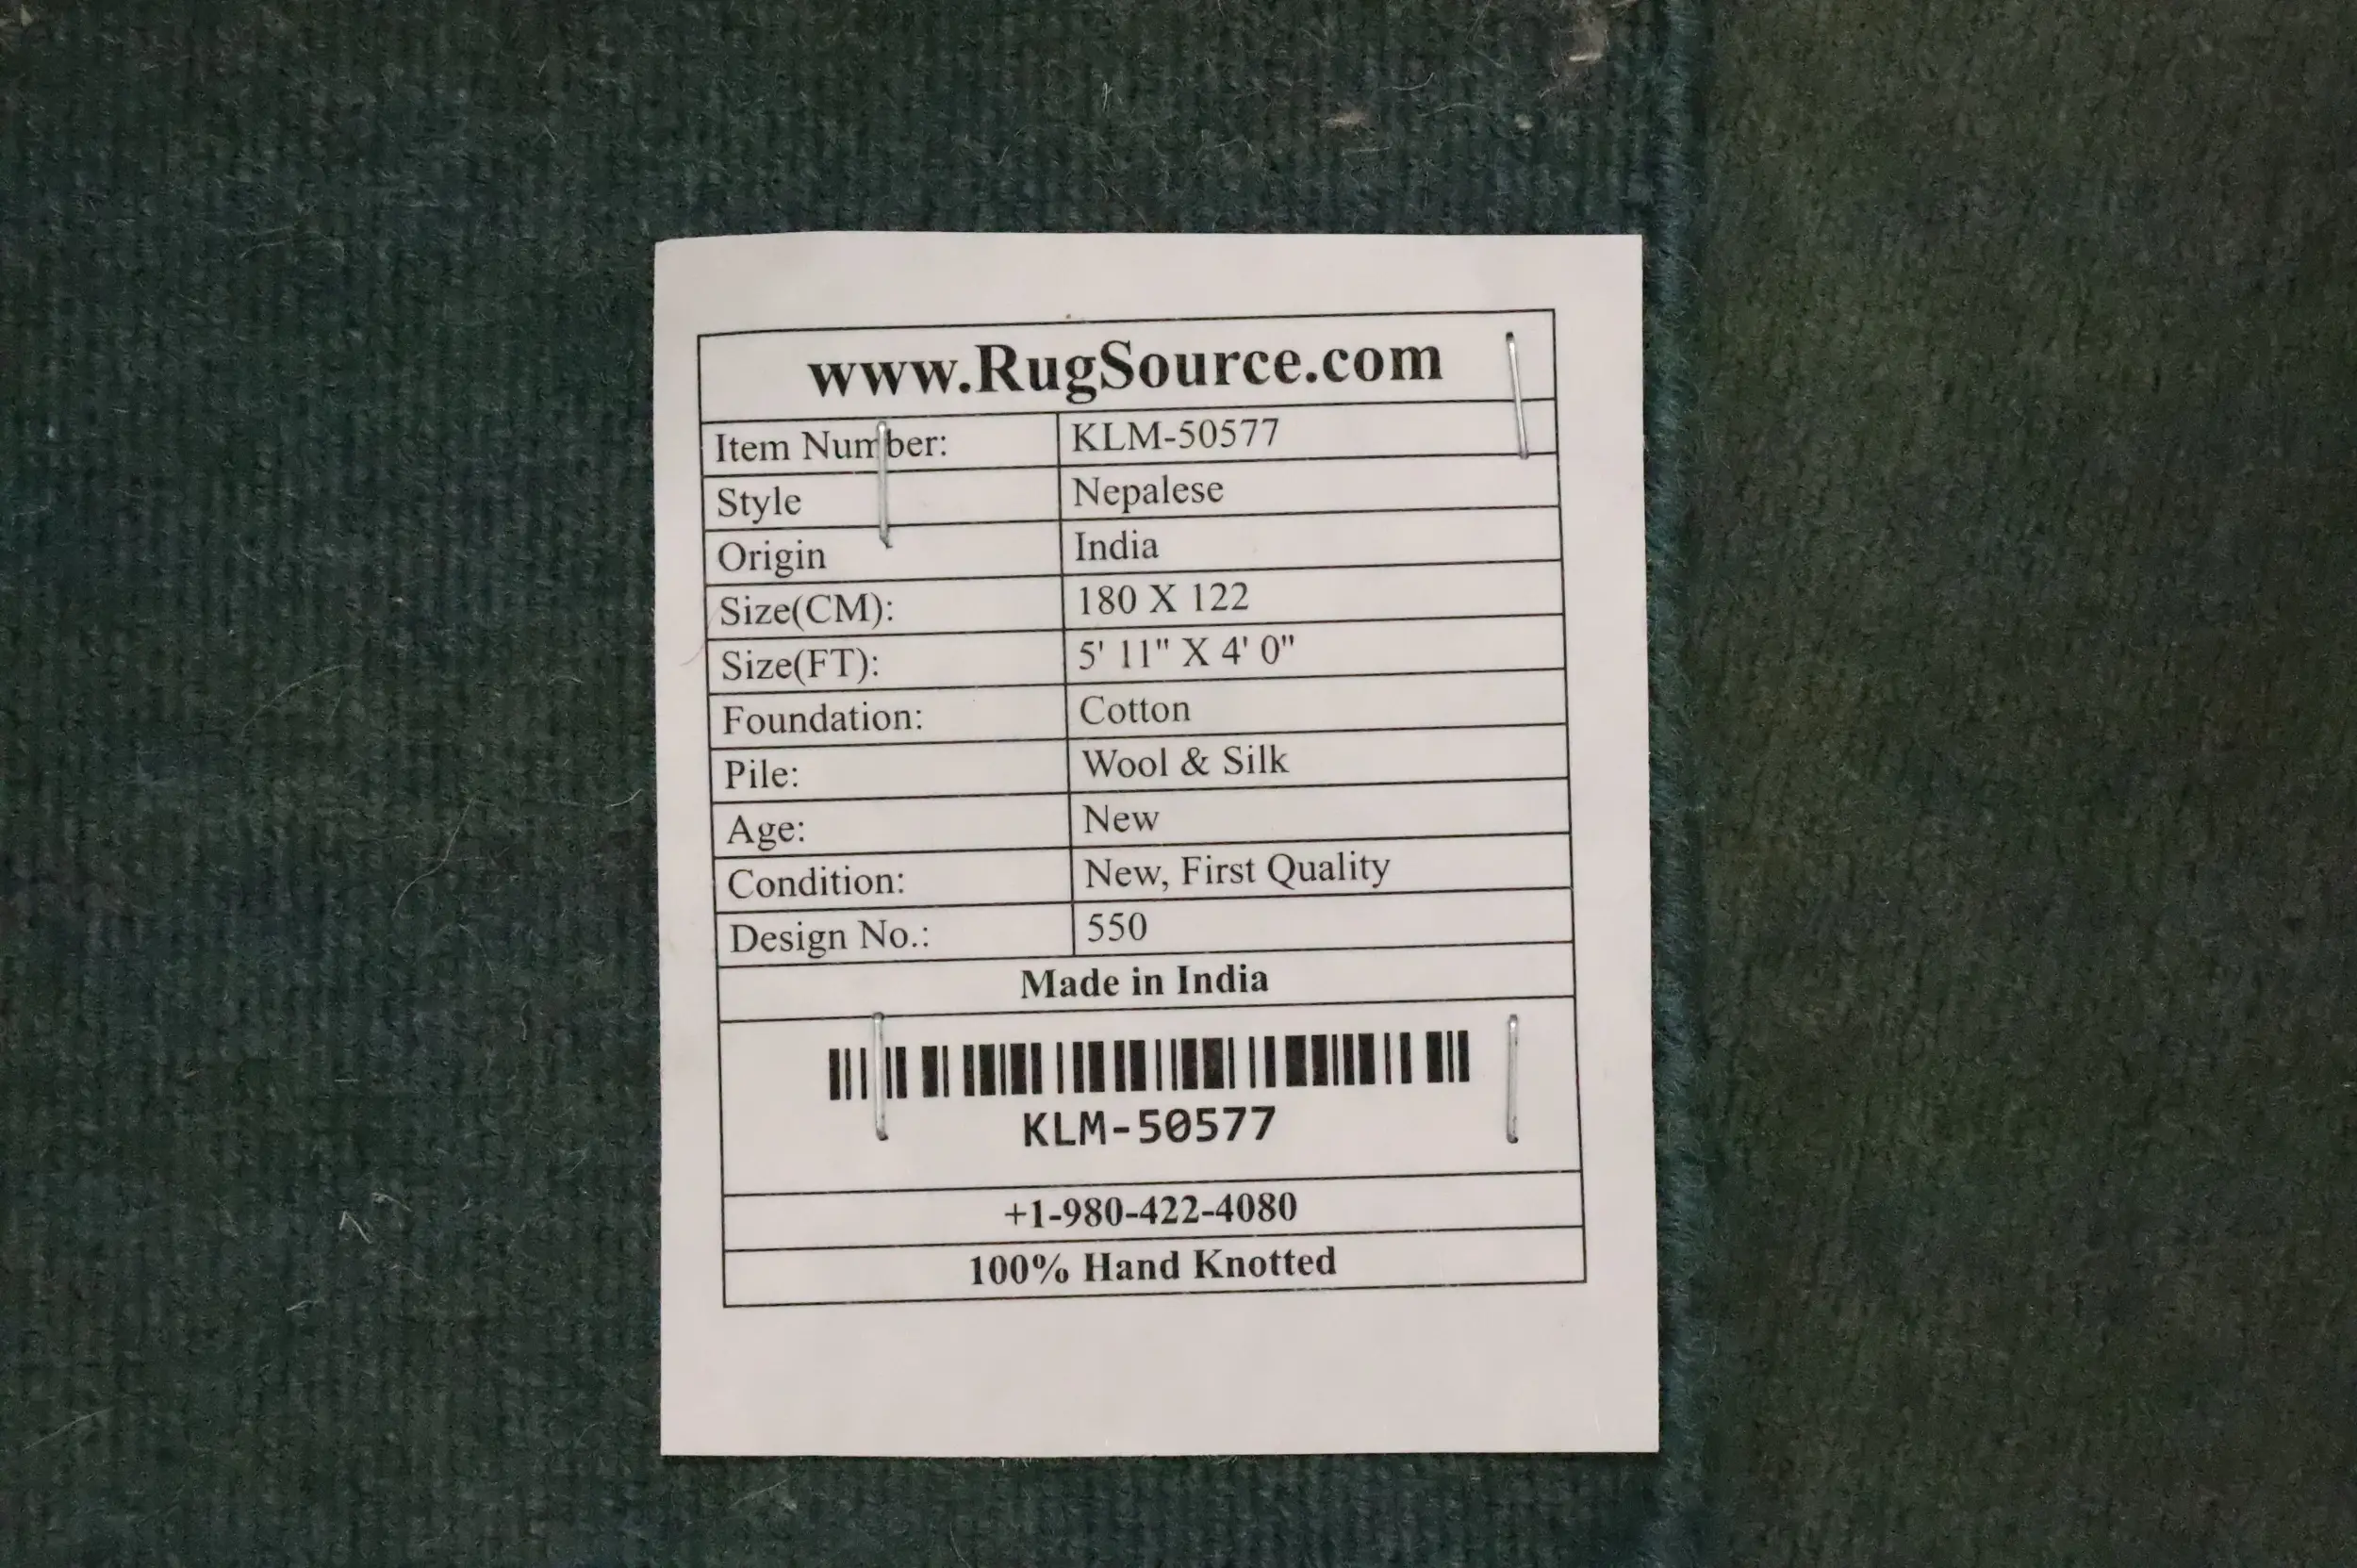 www.RugSource.com
Item Number: KLM-50577
Style Nepalese
Origin India
Size(CM): 180 X 122
Size(FT): 5' 11" X 4' 0"
Foundation: Cotton
Pile: Wool & Silk
Age: New
Condition: New, First Quality
Design No.: 550
Made in India
KLM-50577
+1-980-422-4080
100% Hand Knotted